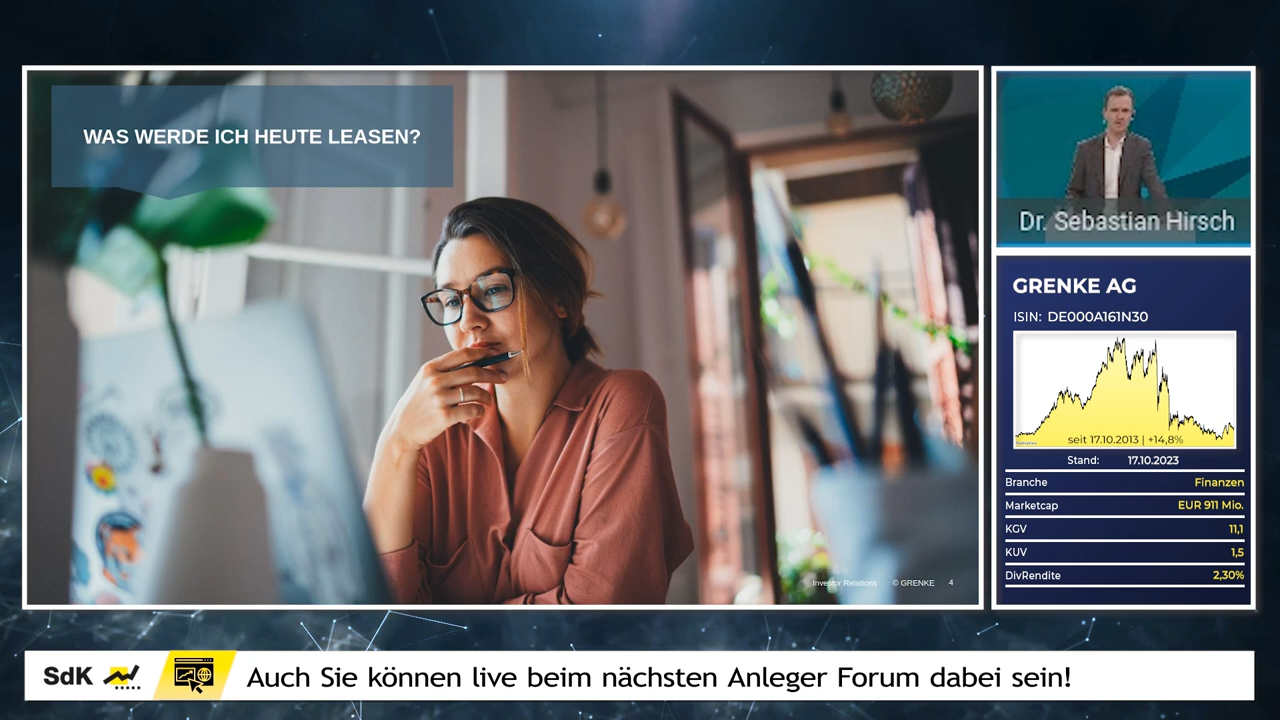 WAS WERDE ICH HEUTE LEASEN?
Investor Relations © GRENKE 4
Dr. Sebastian Hirsch
GRENKE AG
ISIN: DE000A161N30
seit 17.10.2013 | +14,8%
Stand: 17.10.2023
Branche Finanzen
Marketcap EUR 911 Mio.
KGV 11,1
KUV 1,5
DivRendite 2,30%
SdK Auch Sie können live beim nächsten Anleger Forum dabei sein!